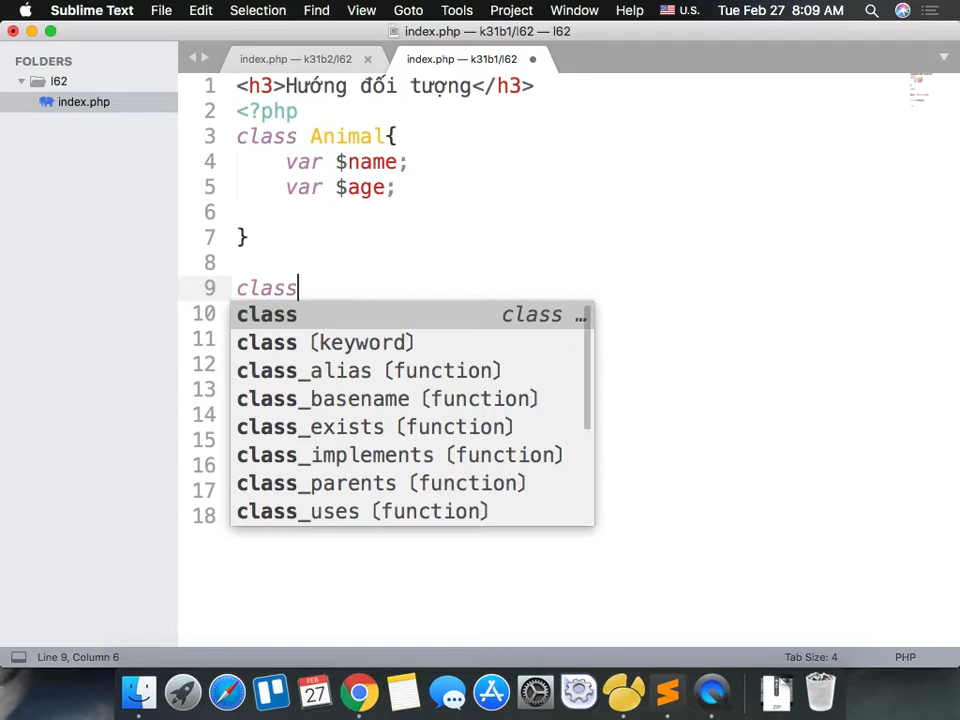 Sublime Text File Edit Selection Find View Goto Tools Project Window Help U.S. Tue Feb 27 8:09 AM
index.php — k31b1/l62 — l62
FOLDERS
l62
index.php
index.php — k31b2/l62
index.php — k31b1/l62
1 <h3>Hướng đối tượng</h3>
2 <?php
3 class Animal{
4 var $name;
5 var $age;
6
7 }
8
9 class
10
11
12
13
14
15
16
17
18
class class …
class (keyword)
class_alias (function)
class_basename (function)
class_exists (function)
class_implements (function)
class_parents (function)
class_uses (function)
Line 9, Column 6 Tab Size: 4 PHP
FEB
27
ZIP